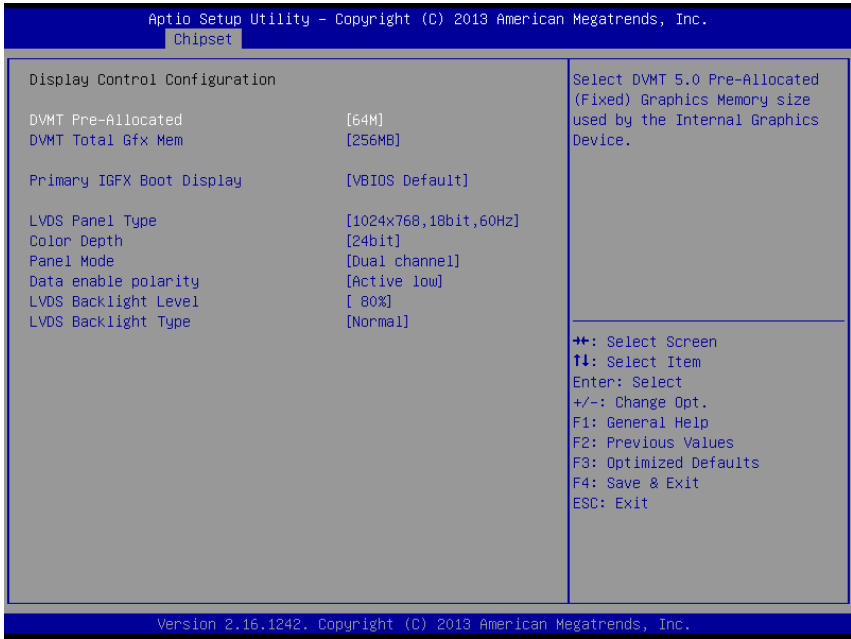 Aptio Setup Utility – Copyright (C) 2013 American Megatrends, Inc.
Chipset
Display Control Configuration
DVMT Pre-Allocated [64M]
DVMT Total Gfx Mem [256MB]
Primary IGFX Boot Display [VBIOS Default]
LVDS Panel Type [1024x768,18bit,60Hz]
Color Depth [24bit]
Panel Mode [Dual channel]
Data enable polarity [Active low]
LVDS Backlight Level [ 80%]
LVDS Backlight Type [Normal]
Select DVMT 5.0 Pre-Allocated
(Fixed) Graphics Memory size
used by the Internal Graphics
Device.
→←: Select Screen
↑↓: Select Item
Enter: Select
+/-: Change Opt.
F1: General Help
F2: Previous Values
F3: Optimized Defaults
F4: Save & Exit
ESC: Exit
Version 2.16.1242. Copyright (C) 2013 American Megatrends, Inc.